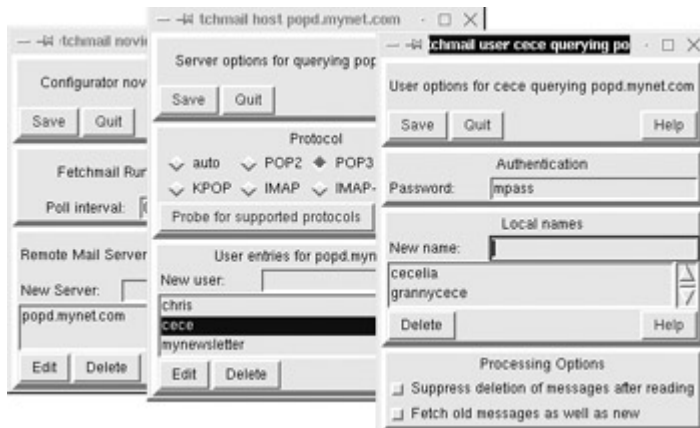 tchmail novi
Configurator nov
Save Quit
Fetchmail Rur
Poll interval:
Remote Mail Server
New Server:
popd.mynet.com
Edit Delete
tchmail host popd.mynet.com
Server options for querying pop
Save Quit
Protocol
auto POP2 POP3
KPOP IMAP IMAP-
Probe for supported protocols
User entries for popd.myn
New user:
chris
cece
mynewsletter
Edit Delete
tchmail user cece querying po
User options for cece querying popd.mynet.com
Save Quit Help
Authentication
Password: mpass
Local names
New name:
cecelia
grannycece
Delete Help
Processing Options
Suppress deletion of messages after reading
Fetch old messages as well as new